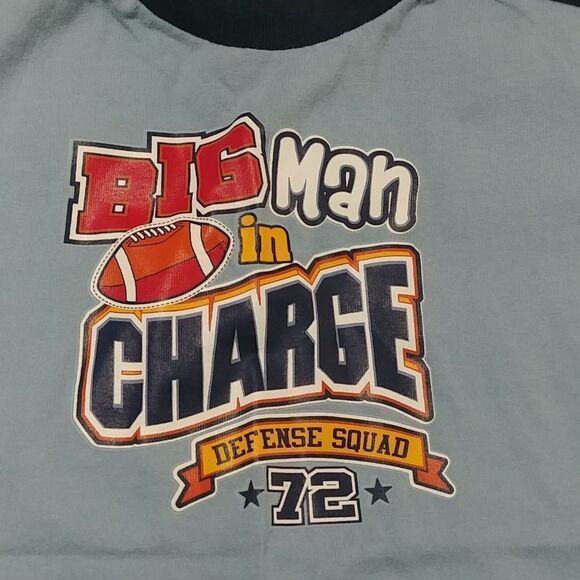 BIG Man
in
CHARGE
DEFENSE SQUAD
72